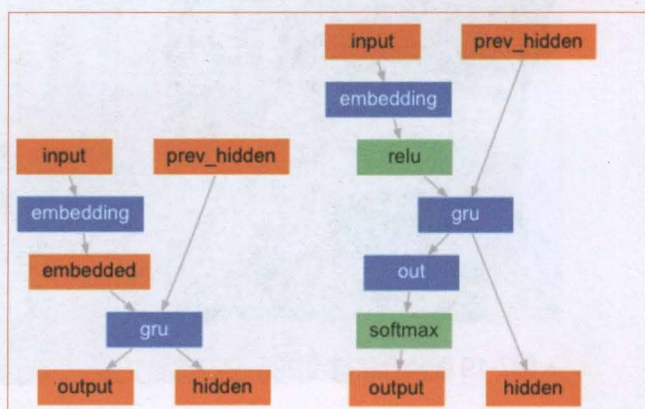 input
prev_hidden
embedding
embedded
gru
output
hidden
input
prev_hidden
embedding
relu
gru
out
softmax
output
hidden